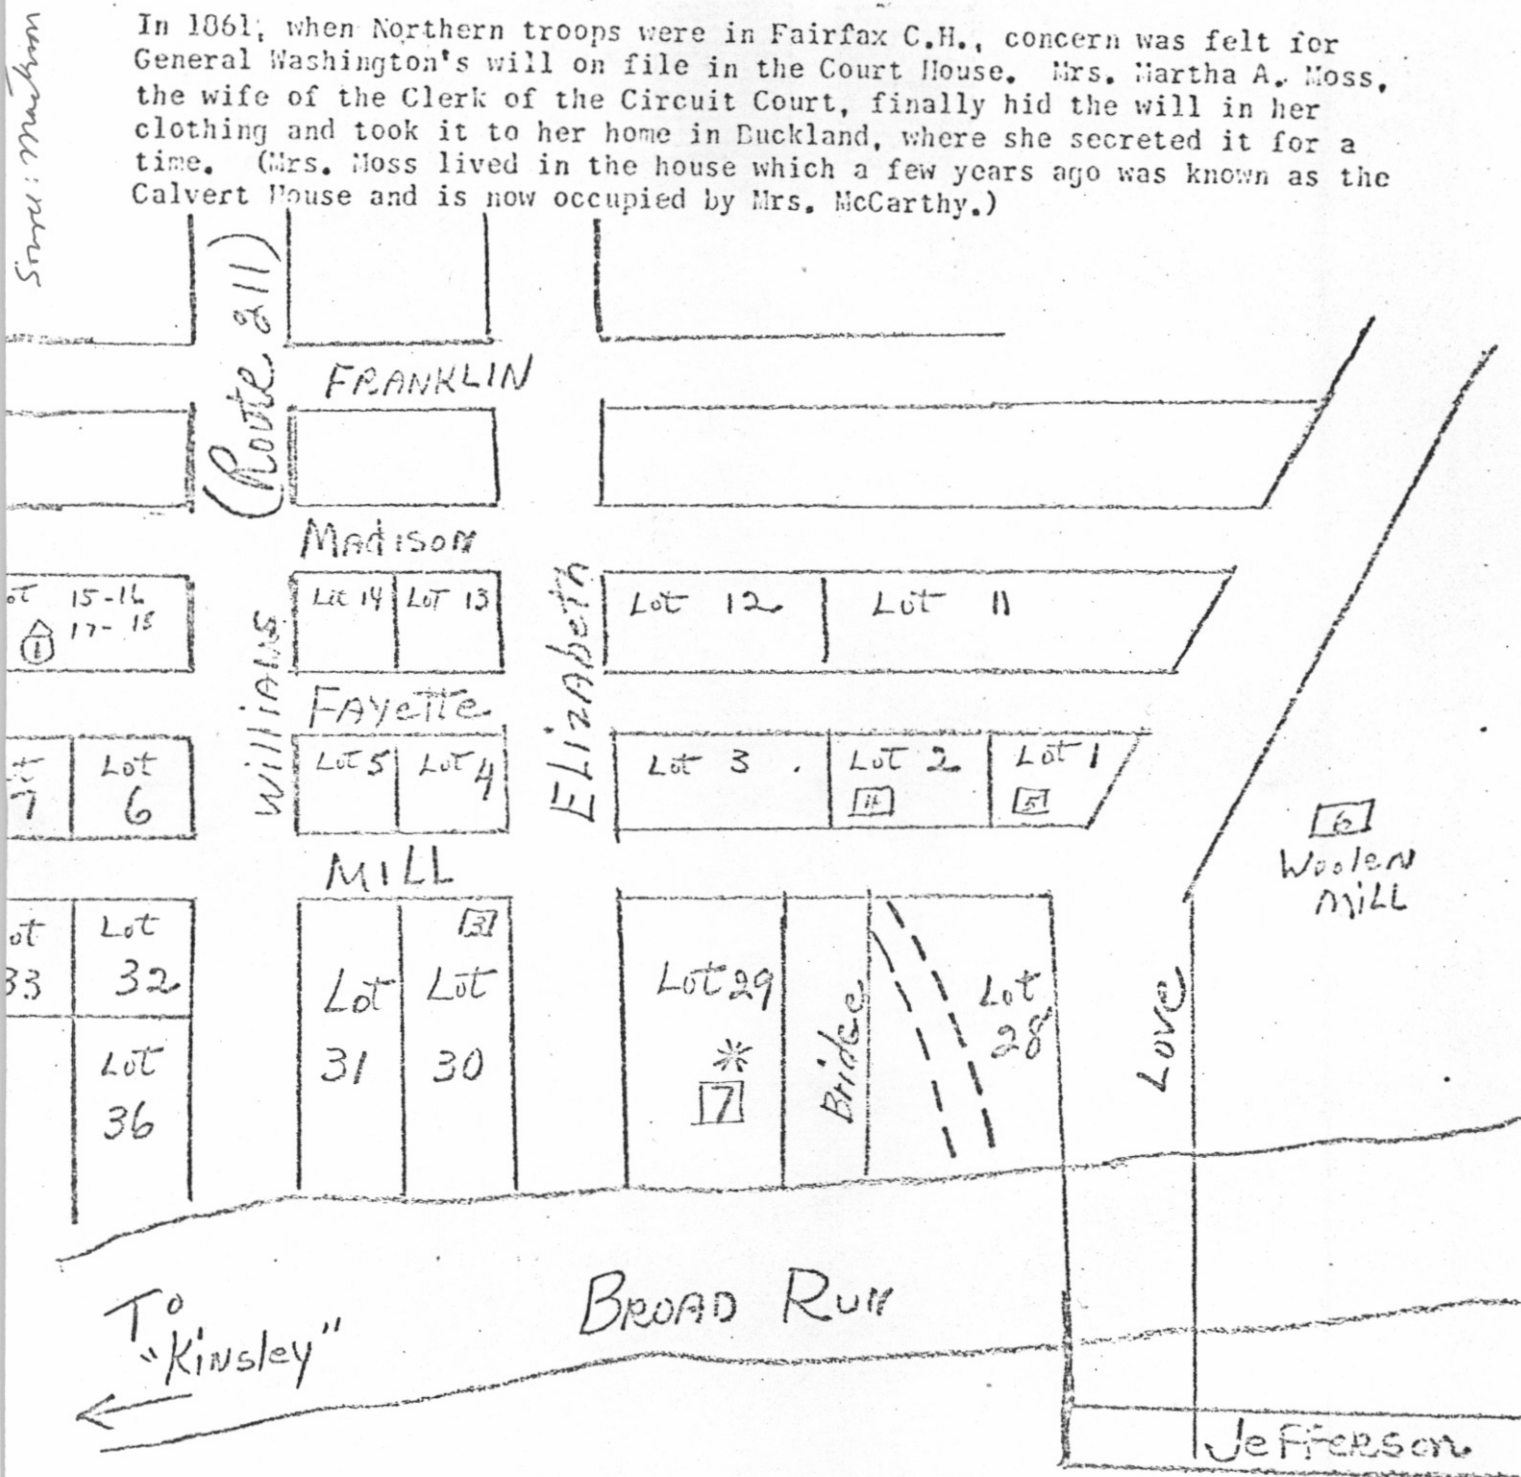 In 1861, when Northern troops were in Fairfax C.H., concern was felt for
General Washington's will on file in the Court House. Mrs. Martha A. Moss,
the wife of the Clerk of the Circuit Court, finally hid the will in her
clothing and took it to her home in Buckland, where she secreted it for a
time. (Mrs. Moss lived in the house which a few years ago was known as the
Calvert House and is now occupied by Mrs. McCarthy.)
(Route 211)
FRANKLIN
MADISON
ot 15-16
17-18
1
Lot 14
Lot 13
Lot 12
Lot 11
Williams
Elizabeth
FAYETTE
7
Lot
6
Lot 5
Lot 4
Lot 3
Lot 2
Lot 1
5
6
Woolen
Mill
MILL
ot
33
Lot
32
Lot
36
Lot
31
3
Lot
30
Lot 29
*
7
Bridge
Lot
28
Love
BROAD RUN
To
"Kinsley"
Jefferson